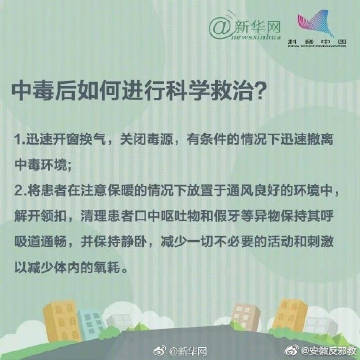 @新华网
newsxinhua
科普中国
中毒后如何进行科学救治?
1.迅速开窗换气，关闭毒源，有条件的情况下迅速撤离
中毒环境;
2.将患者在注意保暖的情况下放置于通风良好的环境中，
解开领扣，清理患者口中呕吐物和假牙等异物保持其呼
吸道通畅，并保持静卧，减少一切不必要的活动和刺激
以减少体内的氧耗。
@新华网
@安徽反邪教